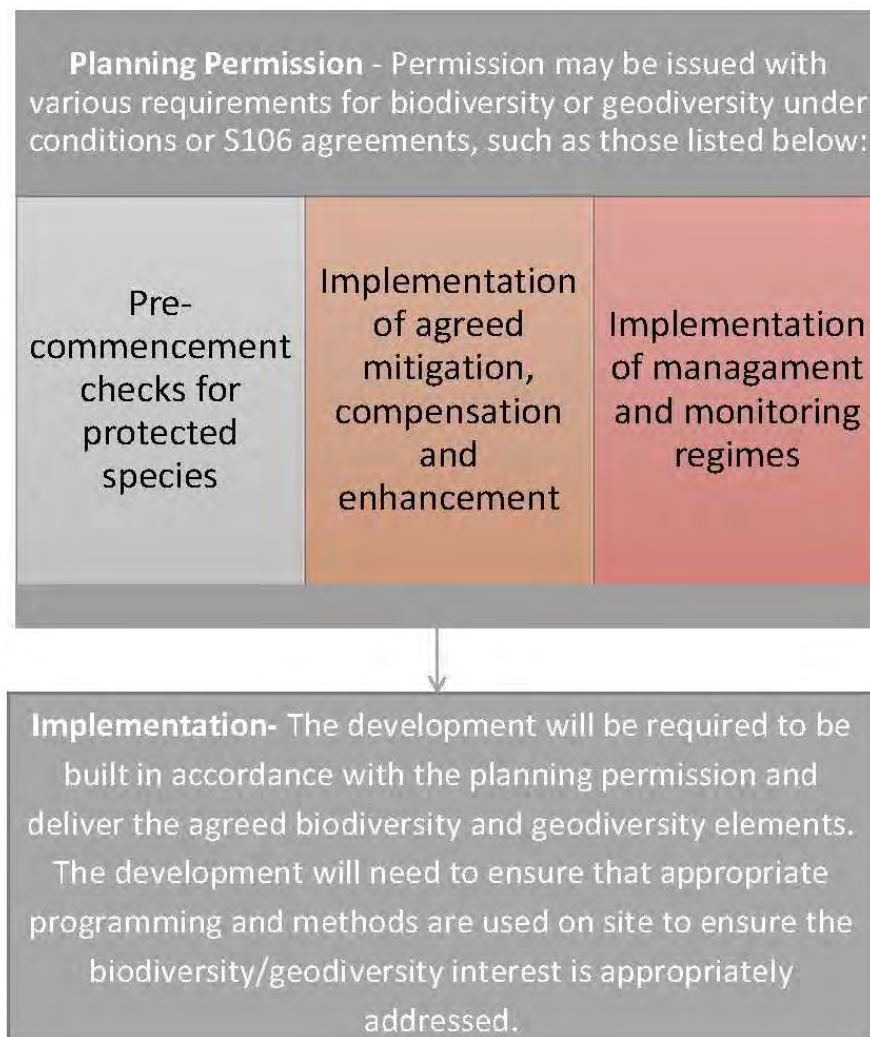 Planning Permission - Permission may be issued with
various requirements for biodiversity or geodiversity under
conditions or S106 agreements, such as those listed below:
Pre-
commencement
checks for
protected
species
Implementation
of agreed
mitigation,
compensation
and
enhancement
Implementation
of managament
and monitoring
regimes
Implementation- The development will be required to be
built in accordance with the planning permission and
deliver the agreed biodiversity and geodiversity elements.
The development will need to ensure that appropriate
programming and methods are used on site to ensure the
biodiversity/geodiversity interest is appropriately
addressed.